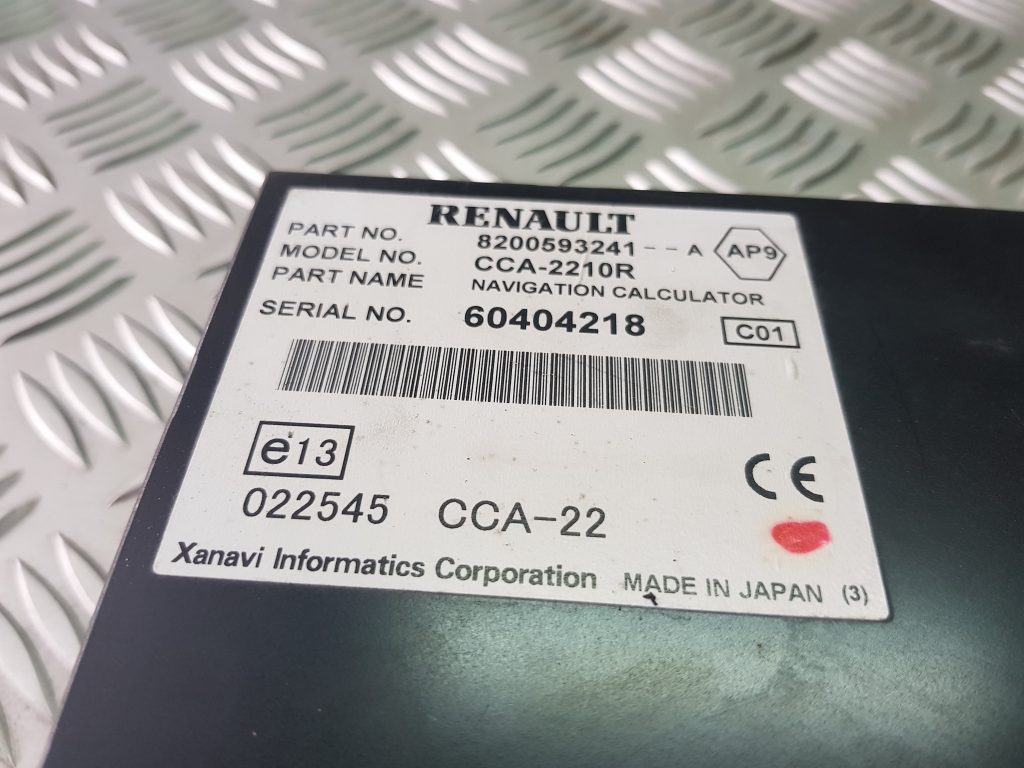 RENAULT
PART NO. 8200593241--A AP9
MODEL NO. CCA-2210R
PART NAME NAVIGATION CALCULATOR
SERIAL NO. 60404218 C01
e13 CE
022545 CCA-22
Xanavi Informatics Corporation MADE IN JAPAN (3)